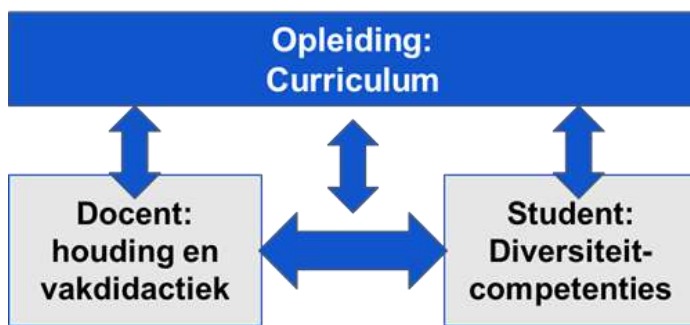 Opleiding:
Curriculum
Docent:
houding en
vakdidactiek
Student:
Diversiteit-
competenties